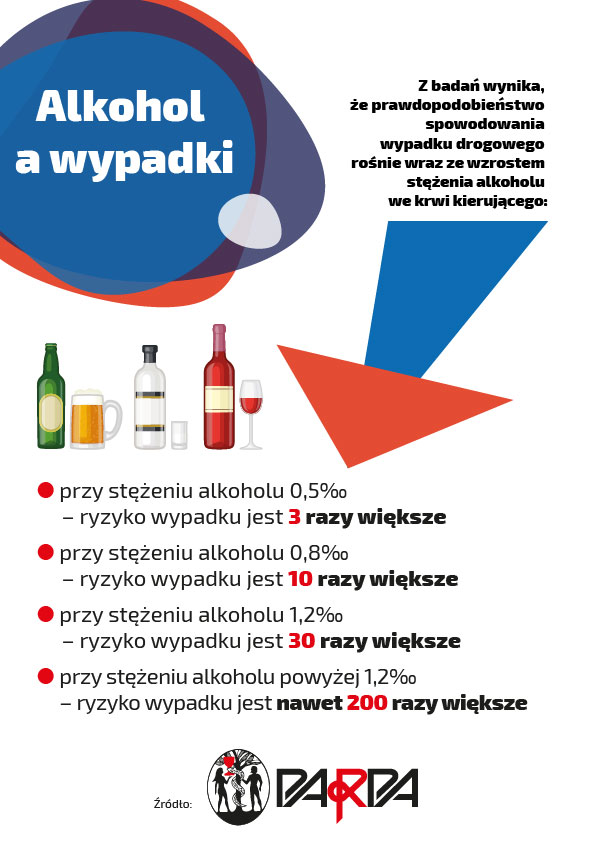 Alkohol
a wypadki
Z badań wynika,
że prawdopodobieństwo
spowodowania
wypadku drogowego
rośnie wraz ze wzrostem
stężenia alkoholu
we krwi kierującego:
przy stężeniu alkoholu 0,5‰
– ryzyko wypadku jest 3 razy większe
przy stężeniu alkoholu 0,8‰
– ryzyko wypadku jest 10 razy większe
przy stężeniu alkoholu 1,2‰
– ryzyko wypadku jest 30 razy większe
przy stężeniu alkoholu powyżej 1,2‰
– ryzyko wypadku jest nawet 200 razy większe
Źródło:
PARPA